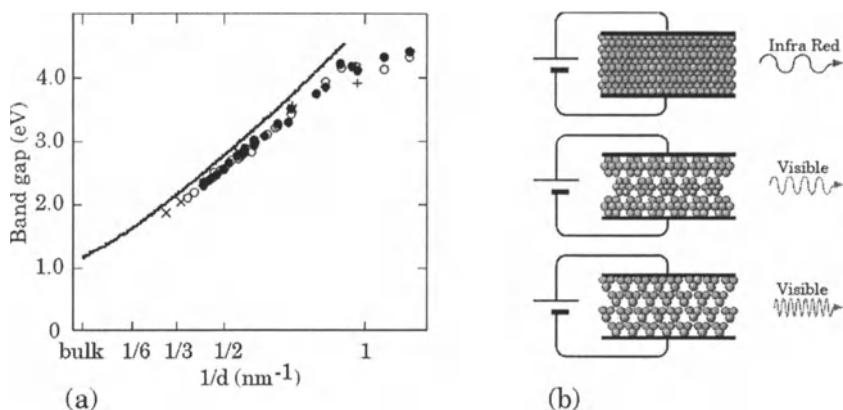 Band gap (eV)
4.0
3.0
2.0
1.0
0
bulk 1/6 1/3 1/2 1
1/d (nm⁻¹)
(a)
Infra Red
Visible
Visible
(b)